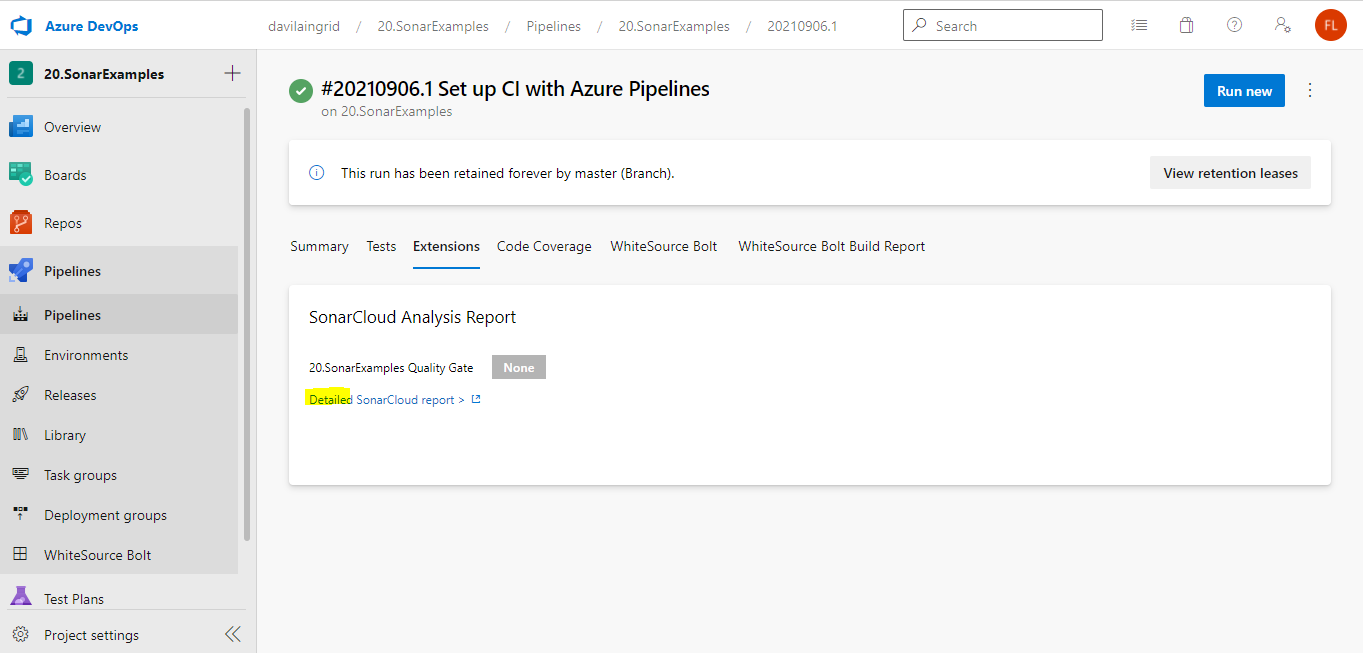 Azure DevOps
davilaingrid / 20.SonarExamples / Pipelines / 20.SonarExamples / 20210906.1
Search
FL
2 20.SonarExamples
Overview
Boards
Repos
Pipelines
Pipelines
Environments
Releases
Library
Task groups
Deployment groups
WhiteSource Bolt
Test Plans
Project settings
#20210906.1 Set up CI with Azure Pipelines
on 20.SonarExamples
Run new
This run has been retained forever by master (Branch).
View retention leases
Summary Tests Extensions Code Coverage WhiteSource Bolt WhiteSource Bolt Build Report
SonarCloud Analysis Report
20.SonarExamples Quality Gate None
Detailed SonarCloud report >